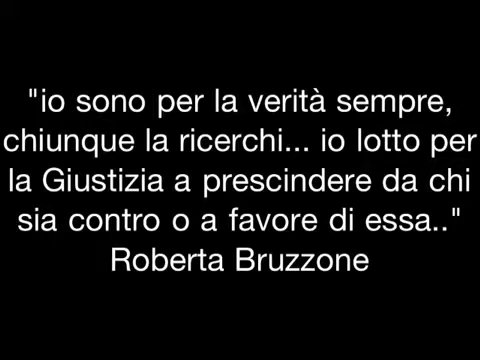 "io sono per la verità sempre,
chiunque la ricerchi... io lotto per
la Giustizia a prescindere da chi
sia contro o a favore di essa.."
Roberta Bruzzone